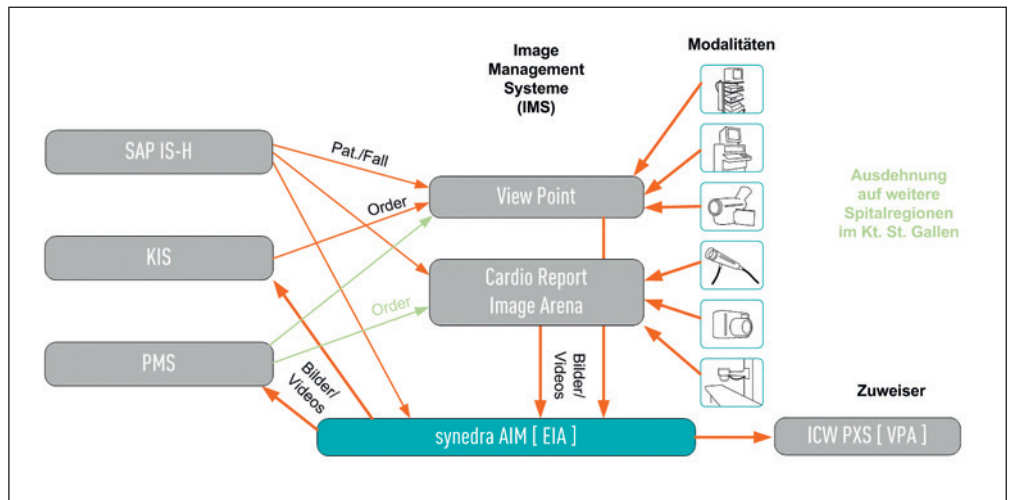 Image
Management
Systeme
(IMS)
Modalitäten
SAP IS-H
Pat./Fall
View Point
Order
KIS
Cardio Report
Image Arena
Order
PMS
Bilder/
Videos
Bilder/
Videos
Ausdehnung
auf weitere
Spitalregionen
im Kt. St. Gallen
Zuweiser
synedra AIM [ EIA ]
ICW PXS [ VPA ]